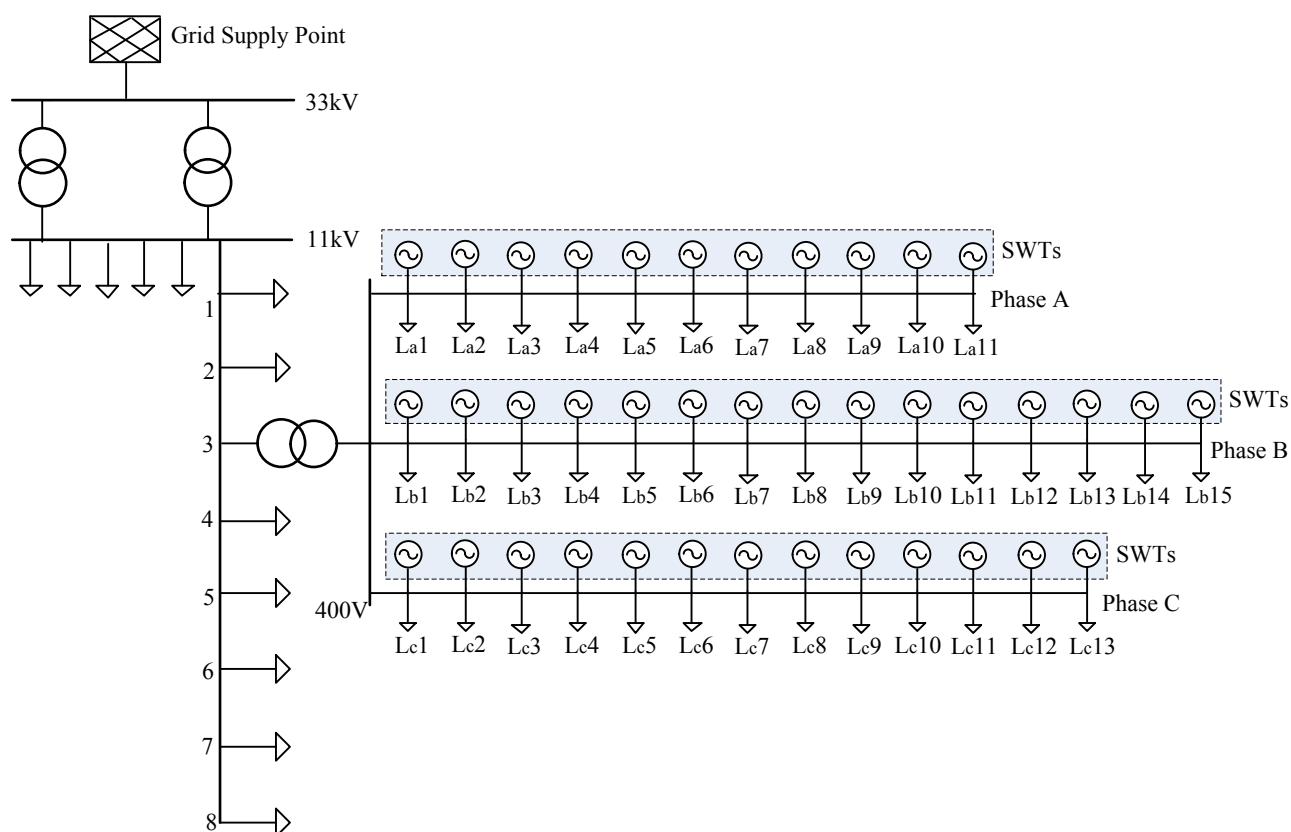 Grid Supply Point
33kV
11kV
SWTs
1
Phase A
La1 La2 La3 La4 La5 La6 La7 La8 La9 La10 La11
2
SWTs
3
Phase B
Lb1 Lb2 Lb3 Lb4 Lb5 Lb6 Lb7 Lb8 Lb9 Lb10 Lb11 Lb12 Lb13 Lb14 Lb15
4
SWTs
5
400V
Phase C
Lc1 Lc2 Lc3 Lc4 Lc5 Lc6 Lc7 Lc8 Lc9 Lc10 Lc11 Lc12 Lc13
6
7
8